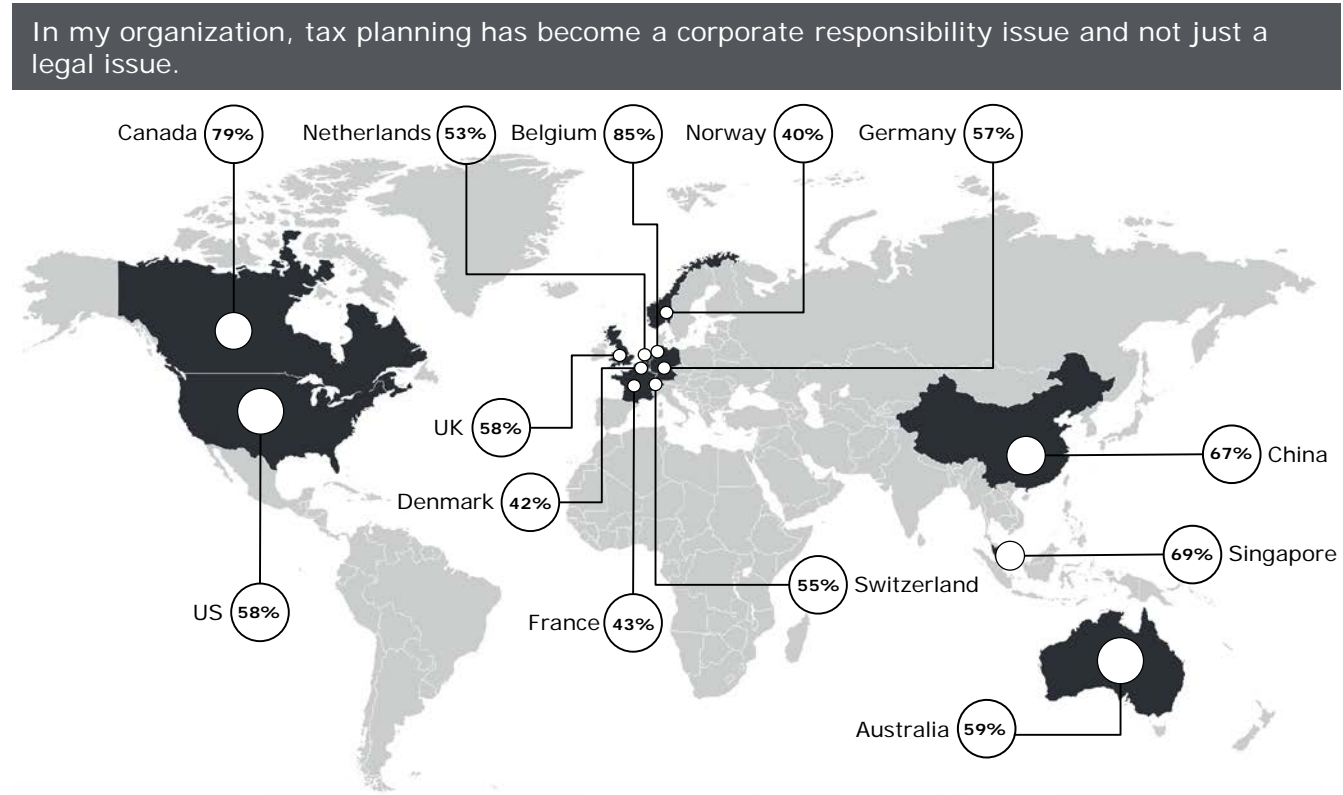 In my organization, tax planning has become a corporate responsibility issue and not just a
legal issue.
Canada 79%
Netherlands 53%
Belgium 85%
Norway 40%
Germany 57%
UK 58%
67% China
Denmark 42%
69% Singapore
55% Switzerland
US 58%
France 43%
Australia 59%